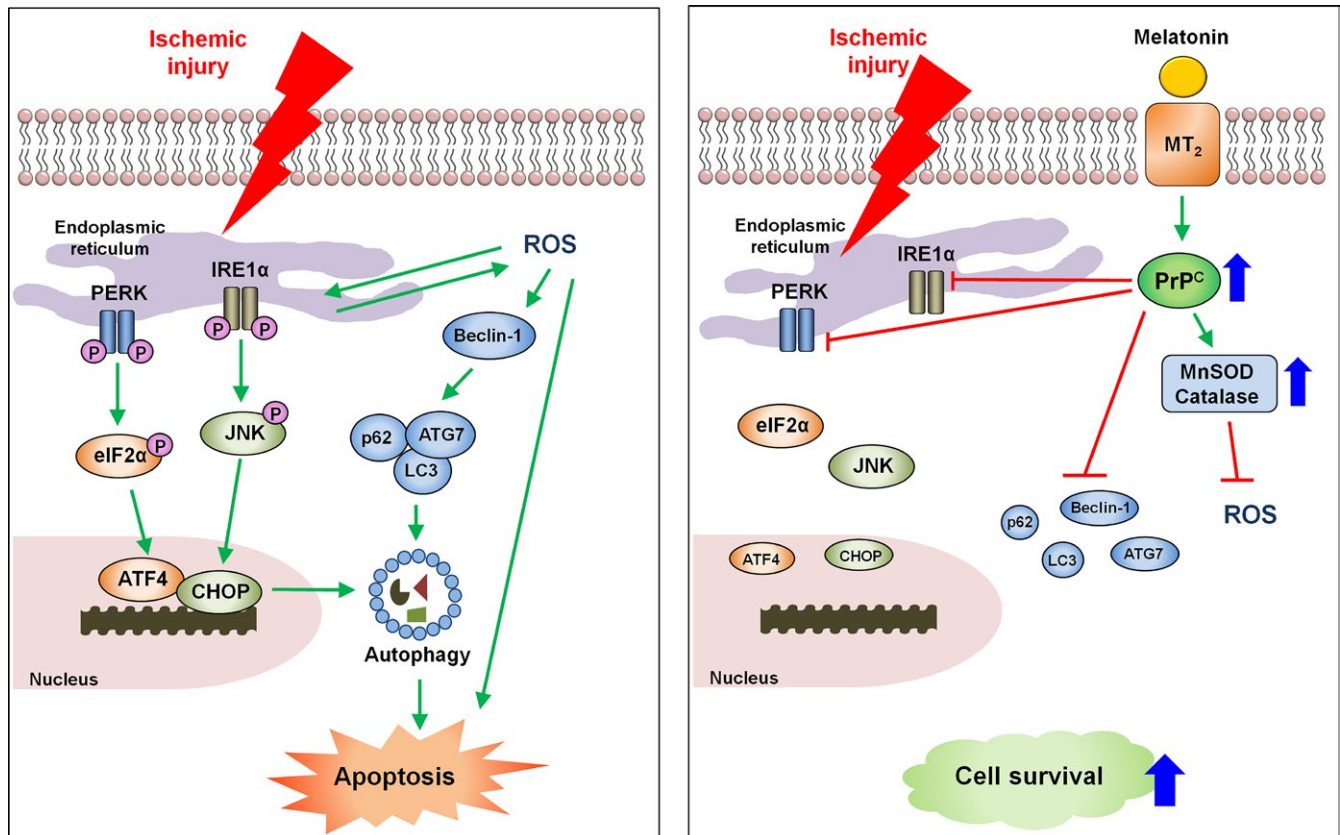 Ischemic
injury
Endoplasmic
reticulum
ROS
IRE1α
PERK
P
P
P
P
Beclin-1
P
JNK
p62
ATG7
LC3
eIF2α
P
ATF4
CHOP
Autophagy
Nucleus
Apoptosis
Ischemic
injury
Melatonin
MT2
Endoplasmic
reticulum
IRE1α
PERK
PrPC
MnSOD
Catalase
eIF2α
JNK
Beclin-1
p62
ROS
LC3
ATG7
ATF4
CHOP
Nucleus
Cell survival